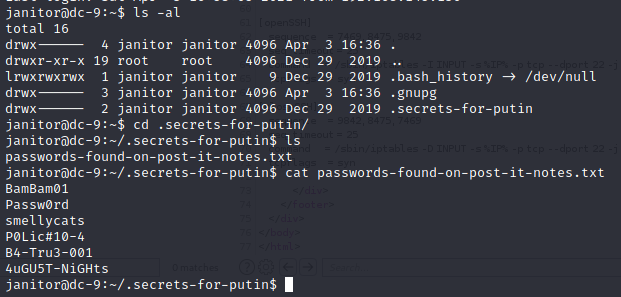 janitor@dc-9:~$ ls -al
total 16
drwx------ 4 janitor janitor 4096 Apr 3 16:36 .
drwxr-xr-x 19 root root 4096 Dec 29 2019 ..
lrwxrwxrwx 1 janitor janitor 9 Dec 29 2019 .bash_history -> /dev/null
drwx------ 3 janitor janitor 4096 Apr 3 16:36 .gnupg
drwx------ 2 janitor janitor 4096 Dec 29 2019 .secrets-for-putin
janitor@dc-9:~$ cd .secrets-for-putin/
janitor@dc-9:~/.secrets-for-putin$ ls
passwords-found-on-post-it-notes.txt
janitor@dc-9:~/.secrets-for-putin$ cat passwords-found-on-post-it-notes.txt
BamBam01
Passw0rd
smellycats
P0Lic#10-4
B4-Tru3-001
4uGU5T-NiGHts
janitor@dc-9:~/.secrets-for-putin$